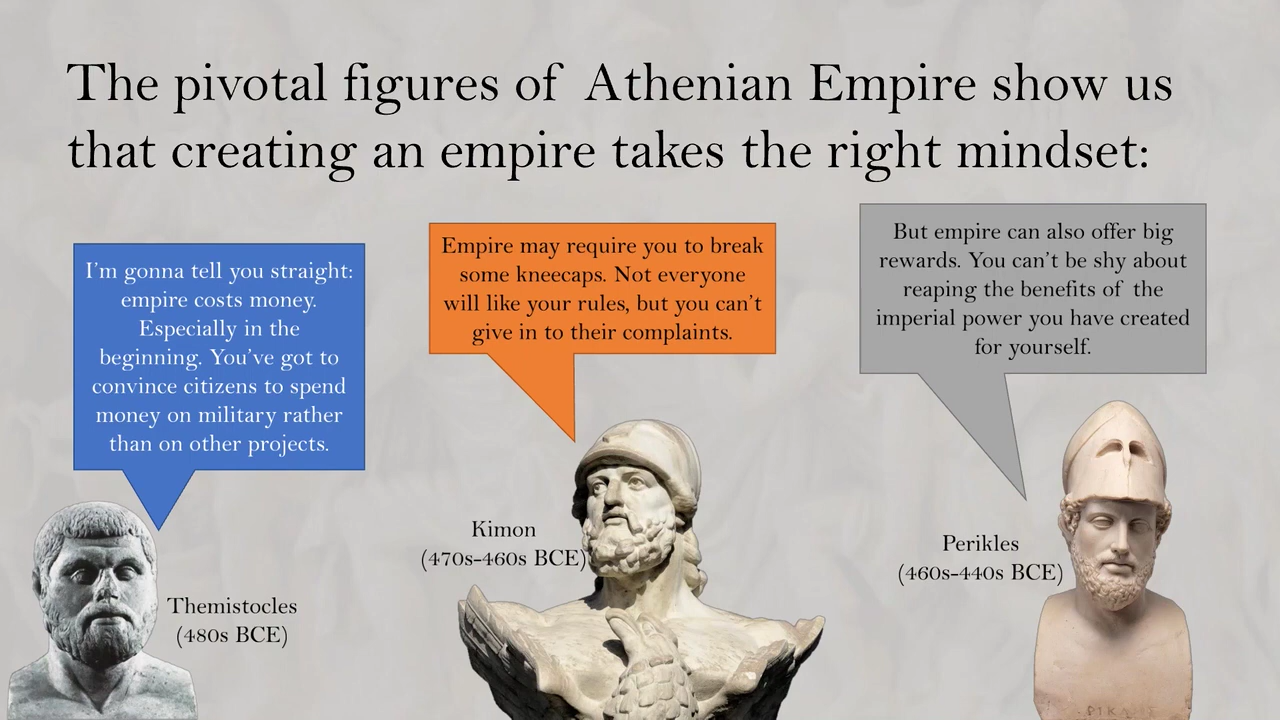 The pivotal figures of Athenian Empire show us
that creating an empire takes the right mindset:
I'm gonna tell you straight:
empire costs money.
Especially in the
beginning. You've got to
convince citizens to spend
money on military rather
than on other projects.
Empire may require you to break
some kneecaps. Not everyone
will like your rules, but you can't
give in to their complaints.
But empire can also offer big
rewards. You can't be shy about
reaping the benefits of the
imperial power you have created
for yourself.
Themistocles
(480s BCE)
Kimon
(470s-460s BCE)
Perikles
(460s-440s BCE)